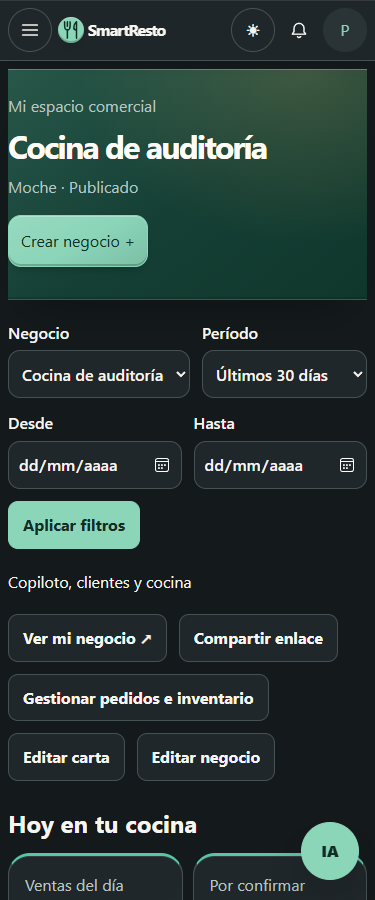 SmartResto
P
Mi espacio comercial
Cocina de auditoría
Moche · Publicado
Crear negocio +
Negocio
Período
Cocina de auditoría
Últimos 30 días
Desde
Hasta
dd/mm/aaaa
dd/mm/aaaa
Aplicar filtros
Copiloto, clientes y cocina
Ver mi negocio ↗
Compartir enlace
Gestionar pedidos e inventario
Editar carta
Editar negocio
Hoy en tu cocina
IA
Ventas del día
Por confirmar